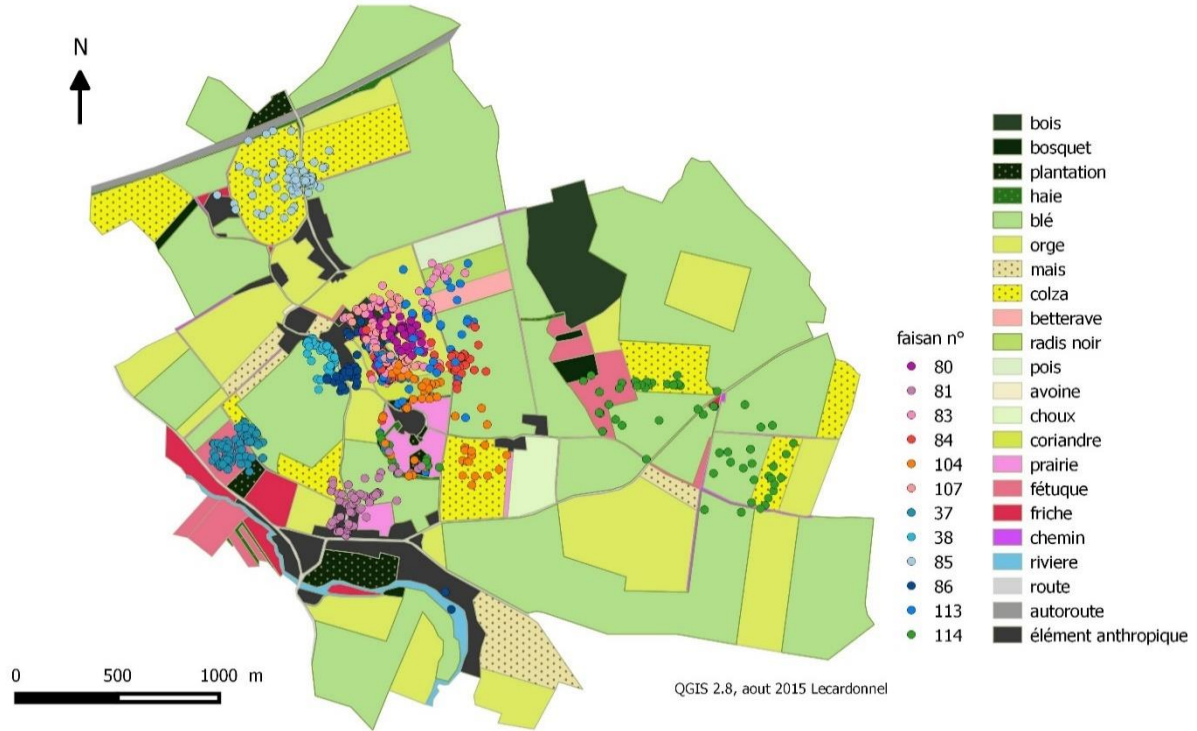 N
bois
bosquet
plantation
haie
blé
orge
mais
colza
betterave
radis noir
pois
avoine
choux
coriandre
prairie
fétuque
friche
chemin
riviere
route
autoroute
élément anthropique
faisan n°
80
81
83
84
104
107
37
38
85
86
113
114
0 500 1000 m
QGIS 2.8, aout 2015 Lecardonnel